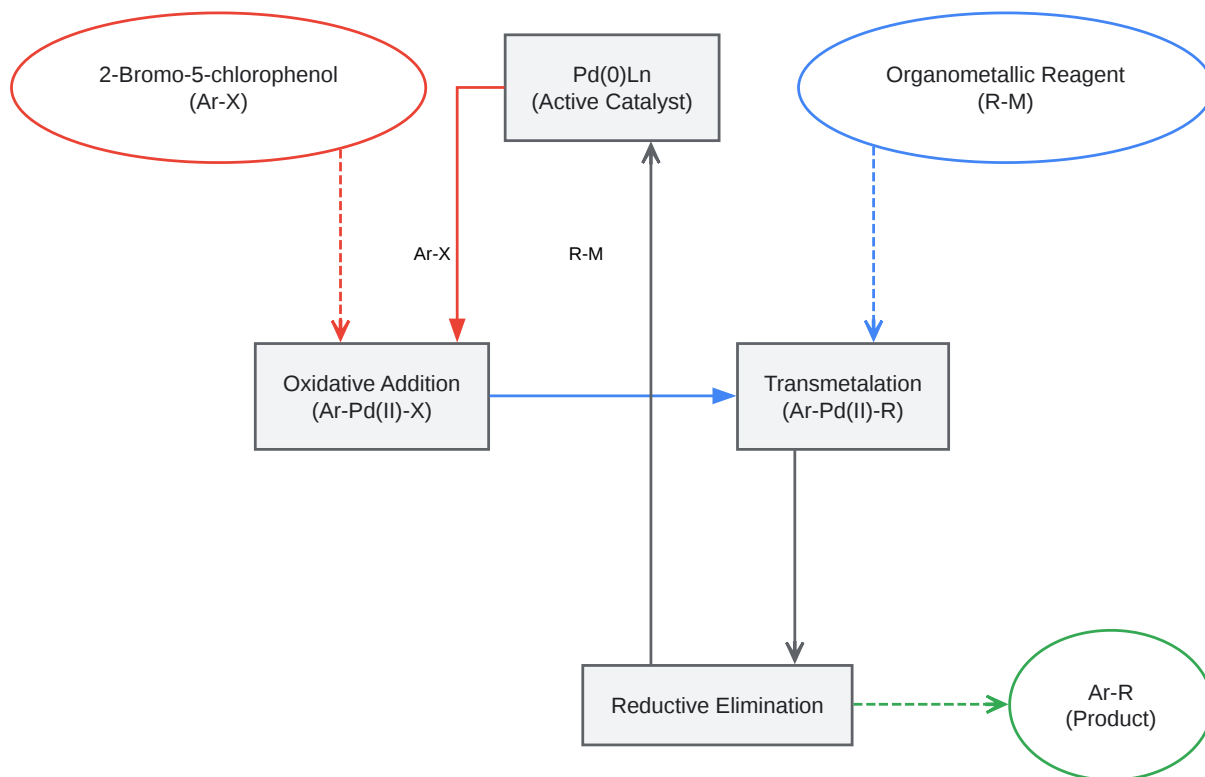 2-Bromo-5-chlorophenol
(Ar-X)
Pd(0)Ln
(Active Catalyst)
Organometallic Reagent
(R-M)
Ar-X
R-M
Oxidative Addition
(Ar-Pd(II)-X)
Transmetalation
(Ar-Pd(II)-R)
Reductive Elimination
Ar-R
(Product)